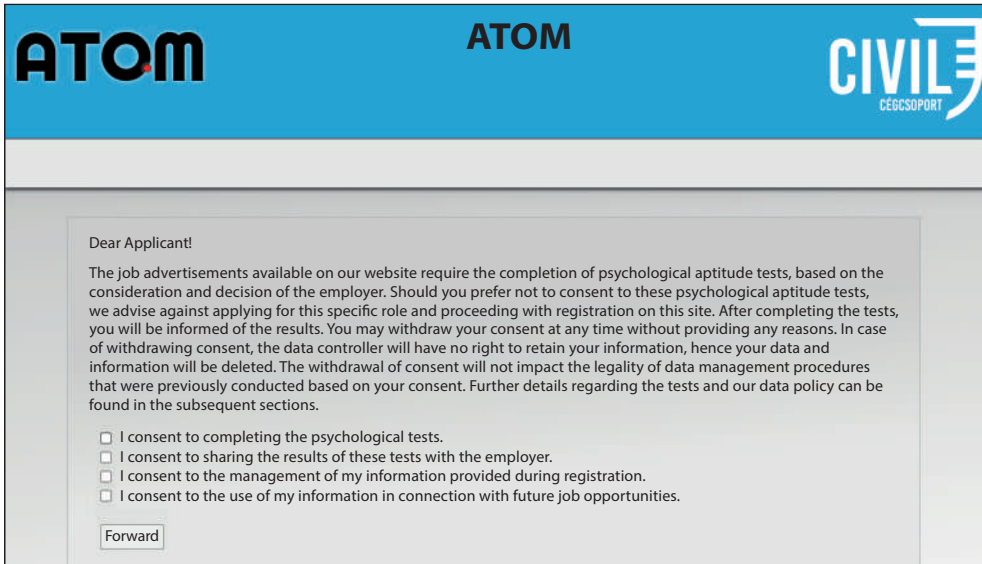 ATOM
ATOM
CIVIL
CÉGCSOPORT
Dear Applicant!
The job advertisements available on our website require the completion of psychological aptitude tests, based on the
consideration and decision of the employer. Should you prefer not to consent to these psychological aptitude tests,
we advise against applying for this specific role and proceeding with registration on this site. After completing the tests,
you will be informed of the results. You may withdraw your consent at any time without providing any reasons. In case
of withdrawing consent, the data controller will have no right to retain your information, hence your data and
information will be deleted. The withdrawal of consent will not impact the legality of data management procedures
that were previously conducted based on your consent. Further details regarding the tests and our data policy can be
found in the subsequent sections.
I consent to completing the psychological tests.
I consent to sharing the results of these tests with the employer.
I consent to the management of my information provided during registration.
I consent to the use of my information in connection with future job opportunities.
Forward